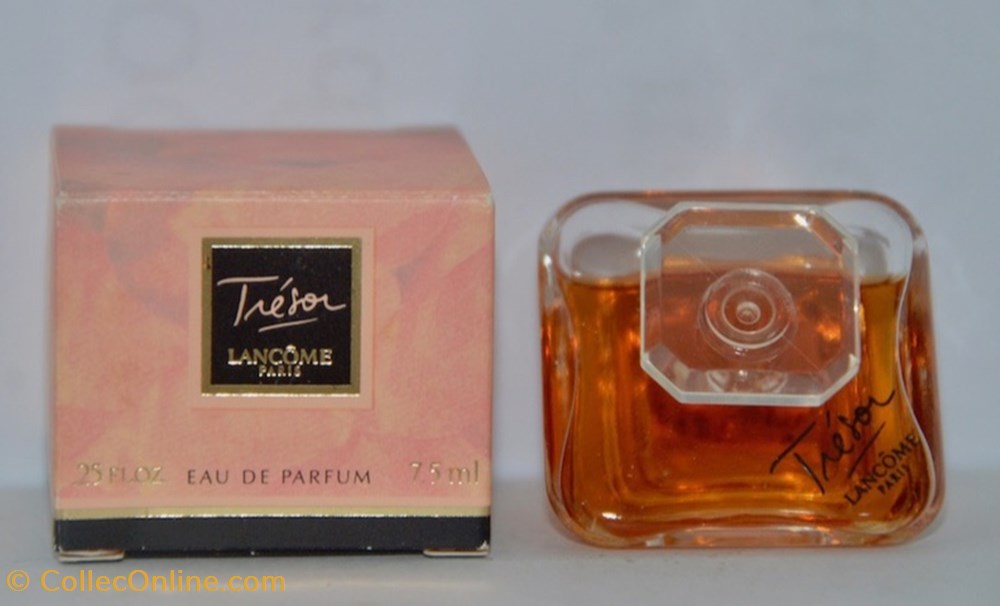 Trésor
LANCÔME
PARIS
.25 FL.OZ EAU DE PARFUM 7.5 ml
Trésor
LANCÔME
PARIS
© CollecOnline.com